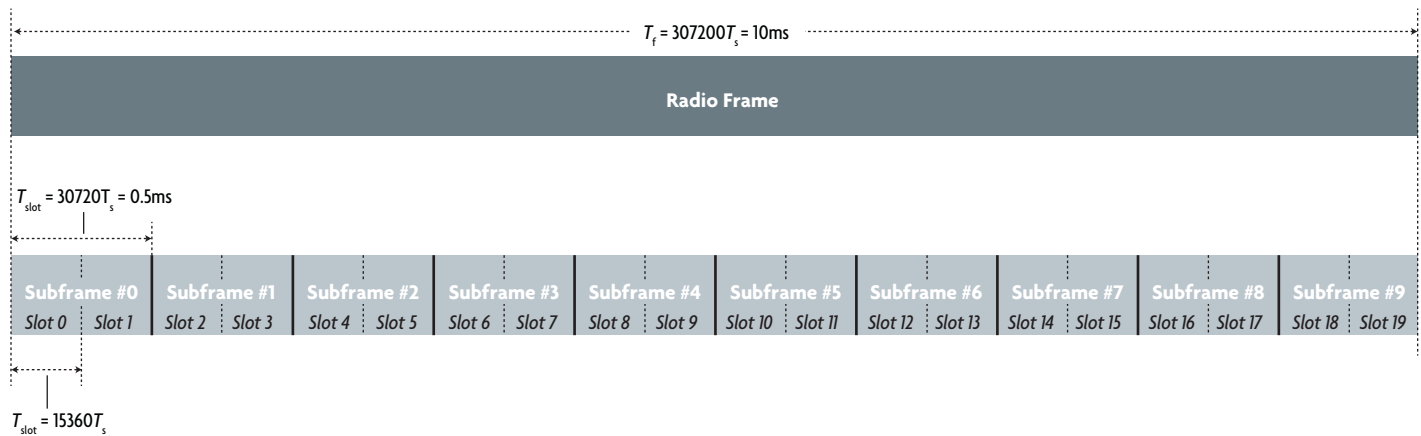 T_f = 307200T_s = 10ms
Radio Frame
T_slot = 30720T_s = 0.5ms
Subframe #0 Subframe #1 Subframe #2 Subframe #3 Subframe #4 Subframe #5 Subframe #6 Subframe #7 Subframe #8 Subframe #9
Slot 0 Slot 1 Slot 2 Slot 3 Slot 4 Slot 5 Slot 6 Slot 7 Slot 8 Slot 9 Slot 10 Slot 11 Slot 12 Slot 13 Slot 14 Slot 15 Slot 16 Slot 17 Slot 18 Slot 19
T_slot = 15360T_s